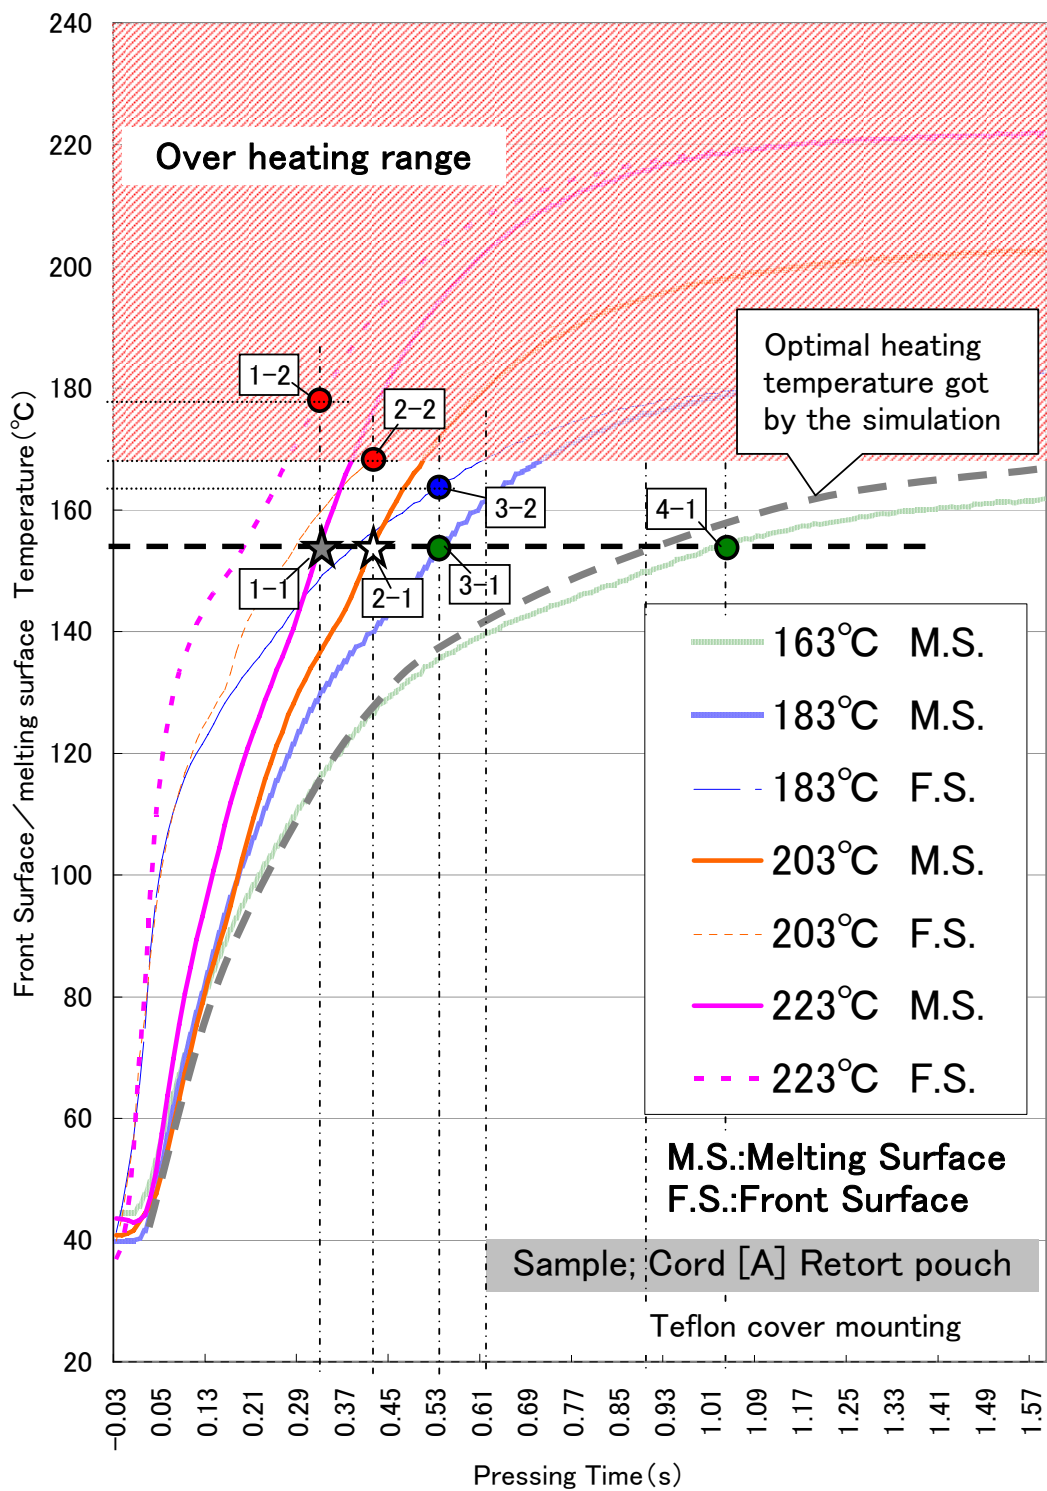 240
220
200
180
160
140
120
100
80
60
40
20
Front Surface／melting surface Temperature(℃)
Over heating range
Optimal heating
temperature got
by the simulation
1-2
2-2
3-2
4-1
1-1
2-1
3-1
163℃ M.S.
183℃ M.S.
183℃ F.S.
203℃ M.S.
203℃ F.S.
223℃ M.S.
223℃ F.S.
M.S.:Melting Surface
F.S.:Front Surface
Sample; Cord [A] Retort pouch
Teflon cover mounting
-0.03
0.05
0.13
0.21
0.29
0.37
0.45
0.53
0.61
0.69
0.77
0.85
0.93
1.01
1.09
1.17
1.25
1.33
1.41
1.49
1.57
Pressing Time(s)